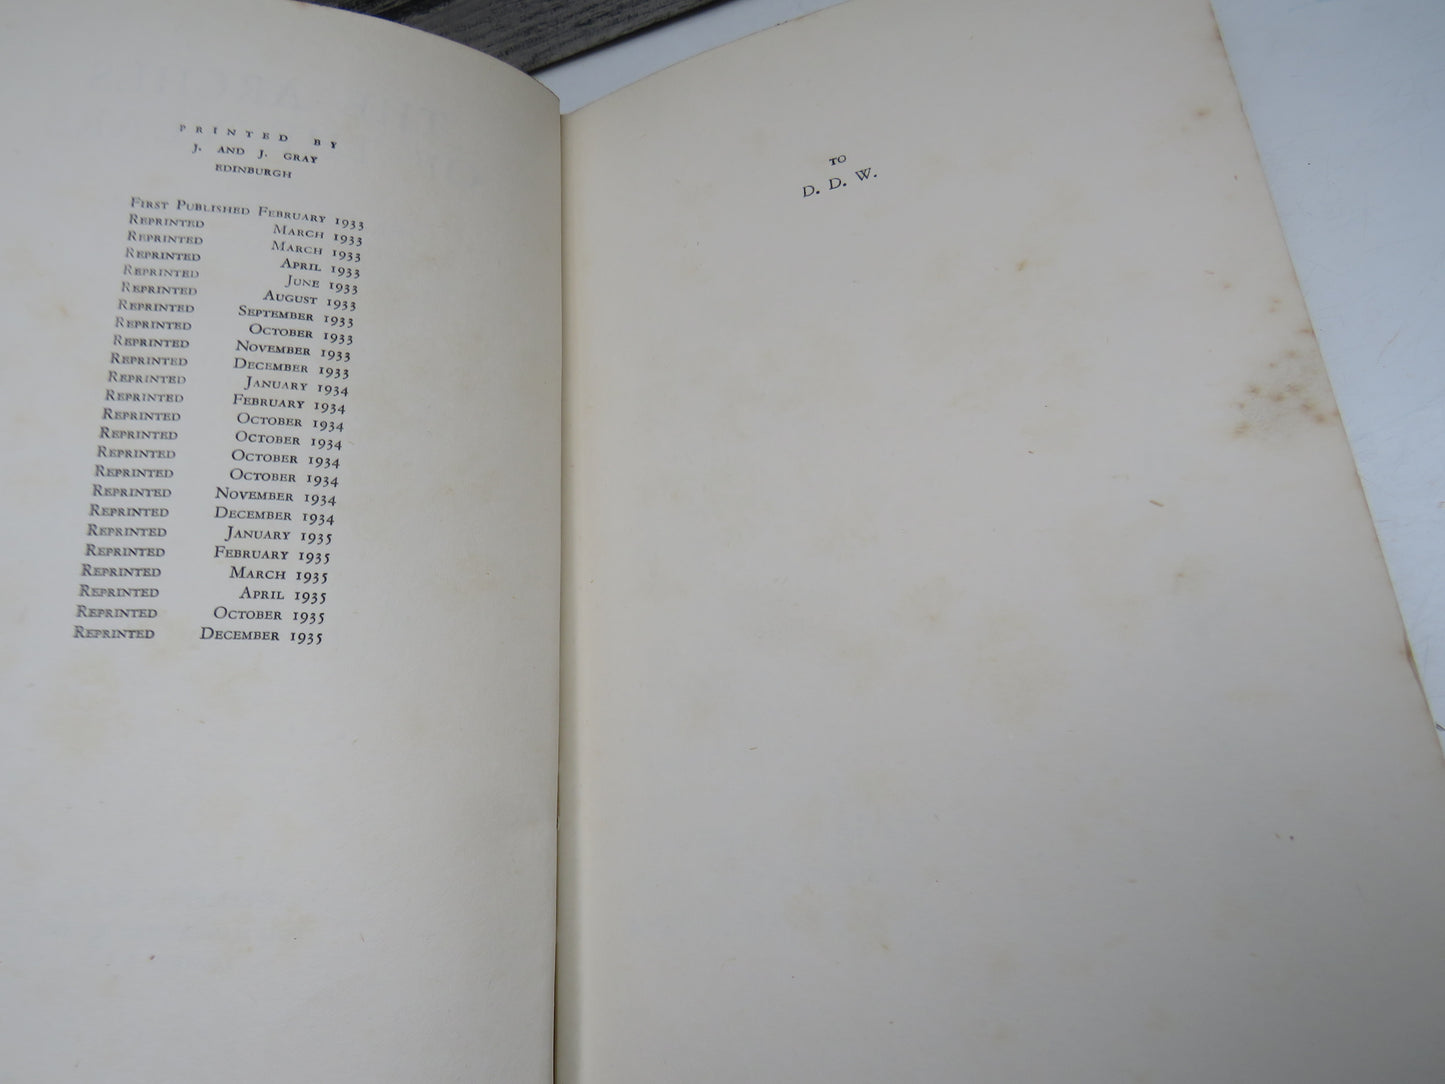 PRINTED BY
J. AND J. GRAY
EDINBURGH
FIRST PUBLISHED FEBRUARY 1933
REPRINTED MARCH 1933
REPRINTED MARCH 1933
REPRINTED APRIL 1933
REPRINTED JUNE 1933
REPRINTED AUGUST 1933
REPRINTED SEPTEMBER 1933
REPRINTED OCTOBER 1933
REPRINTED NOVEMBER 1933
REPRINTED DECEMBER 1933
REPRINTED JANUARY 1934
REPRINTED FEBRUARY 1934
REPRINTED OCTOBER 1934
REPRINTED OCTOBER 1934
REPRINTED OCTOBER 1934
REPRINTED OCTOBER 1934
REPRINTED NOVEMBER 1934
REPRINTED DECEMBER 1934
REPRINTED JANUARY 1935
REPRINTED FEBRUARY 1935
REPRINTED MARCH 1935
REPRINTED APRIL 1935
REPRINTED OCTOBER 1935
REPRINTED DECEMBER 1935
TO
D. D. W.